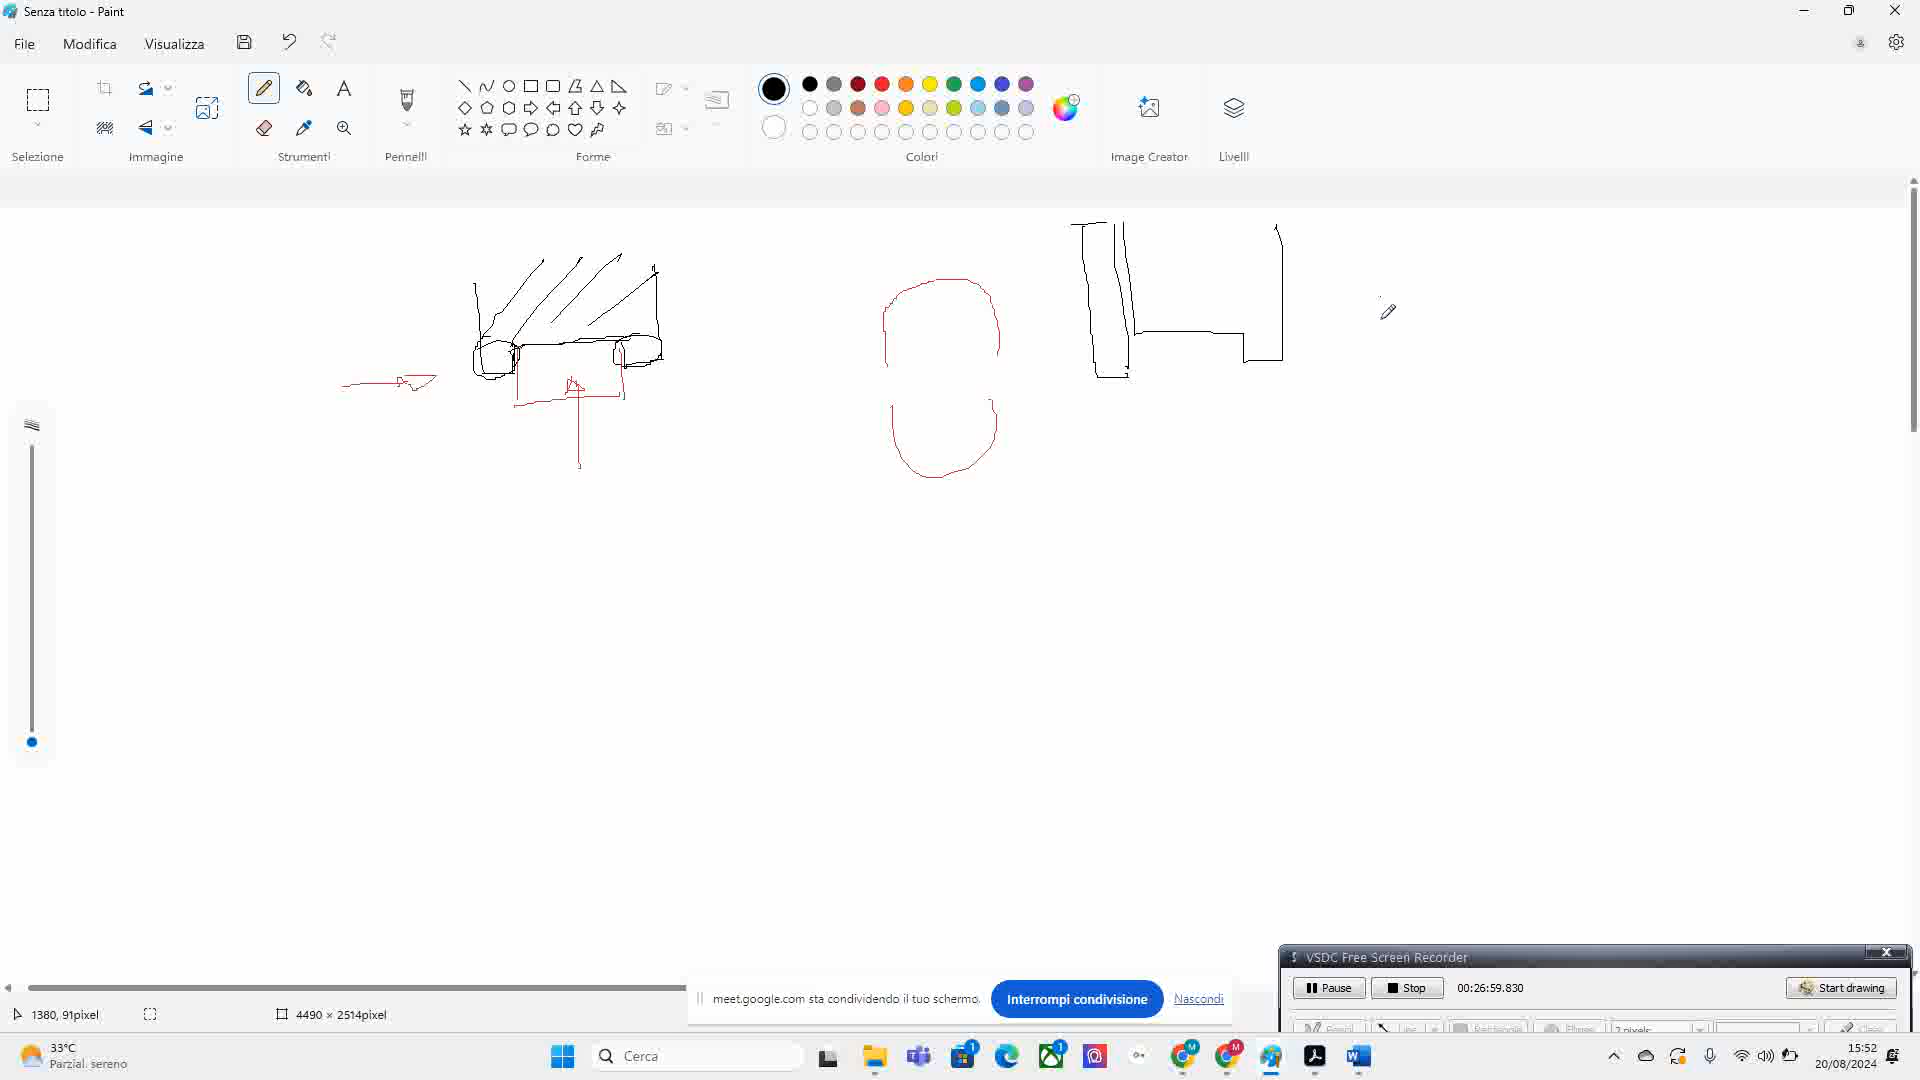 Senza titolo - Paint
File Modifica Visualizza
Selezione Immagine Strumenti Pennelli Forme Colori Image Creator Livelli
VSDC Free Screen Recorder
Pause Stop 00:26:59.830 Start drawing
meet.google.com sta condividendo il tuo schermo. Interrompi condivisione Nascondi
1380, 91pixel 4490 × 2514pixel
2 pixels
33°C
Parzial. sereno
Cerca
15:52
20/08/2024